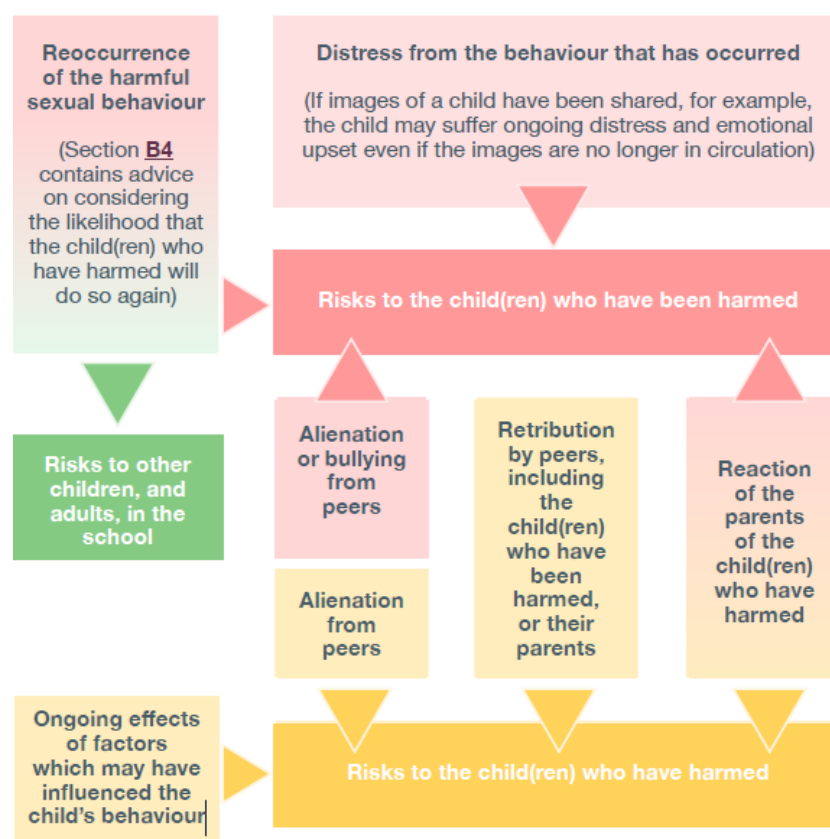 Reoccurrence
of the harmful
sexual behaviour
(Section B4
contains advice
on considering
the likelihood that
the child(ren) who
have harmed will
do so again)
Distress from the behaviour that has occurred
(If images of a child have been shared, for example,
the child may suffer ongoing distress and emotional
upset even if the images are no longer in circulation)
Risks to the child(ren) who have been harmed
Risks to other
children, and
adults, in the
school
Alienation
or bullying
from
peers
Alienation
from
peers
Retribution
by peers,
including
the
child(ren)
who have
been
harmed,
or their
parents
Reaction
of the
parents
of the
child(ren)
who have
harmed
Ongoing effects
of factors
which may have
influenced the
child's behaviour
Risks to the child(ren) who have harmed